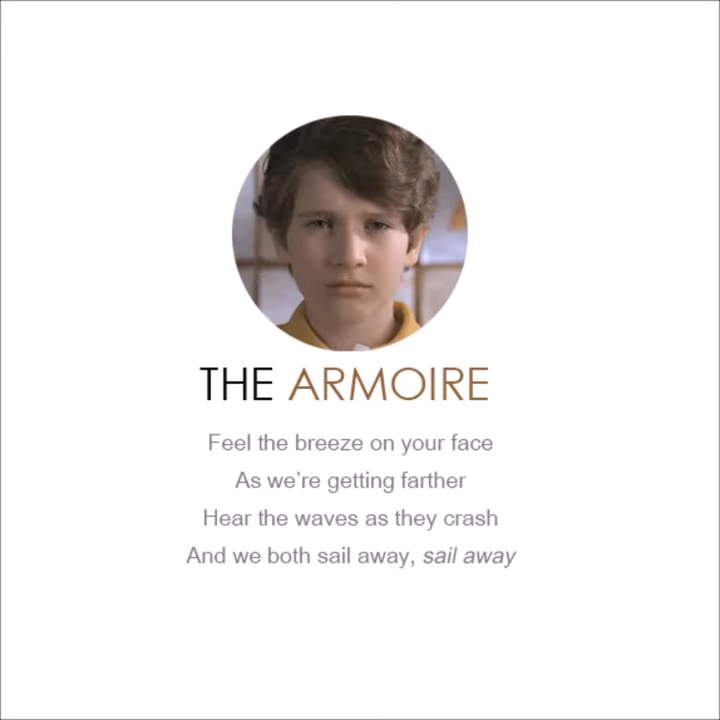 THE ARMOIRE
Feel the breeze on your face
As we’re getting farther
Hear the waves as they crash
And we both sail away, sail away